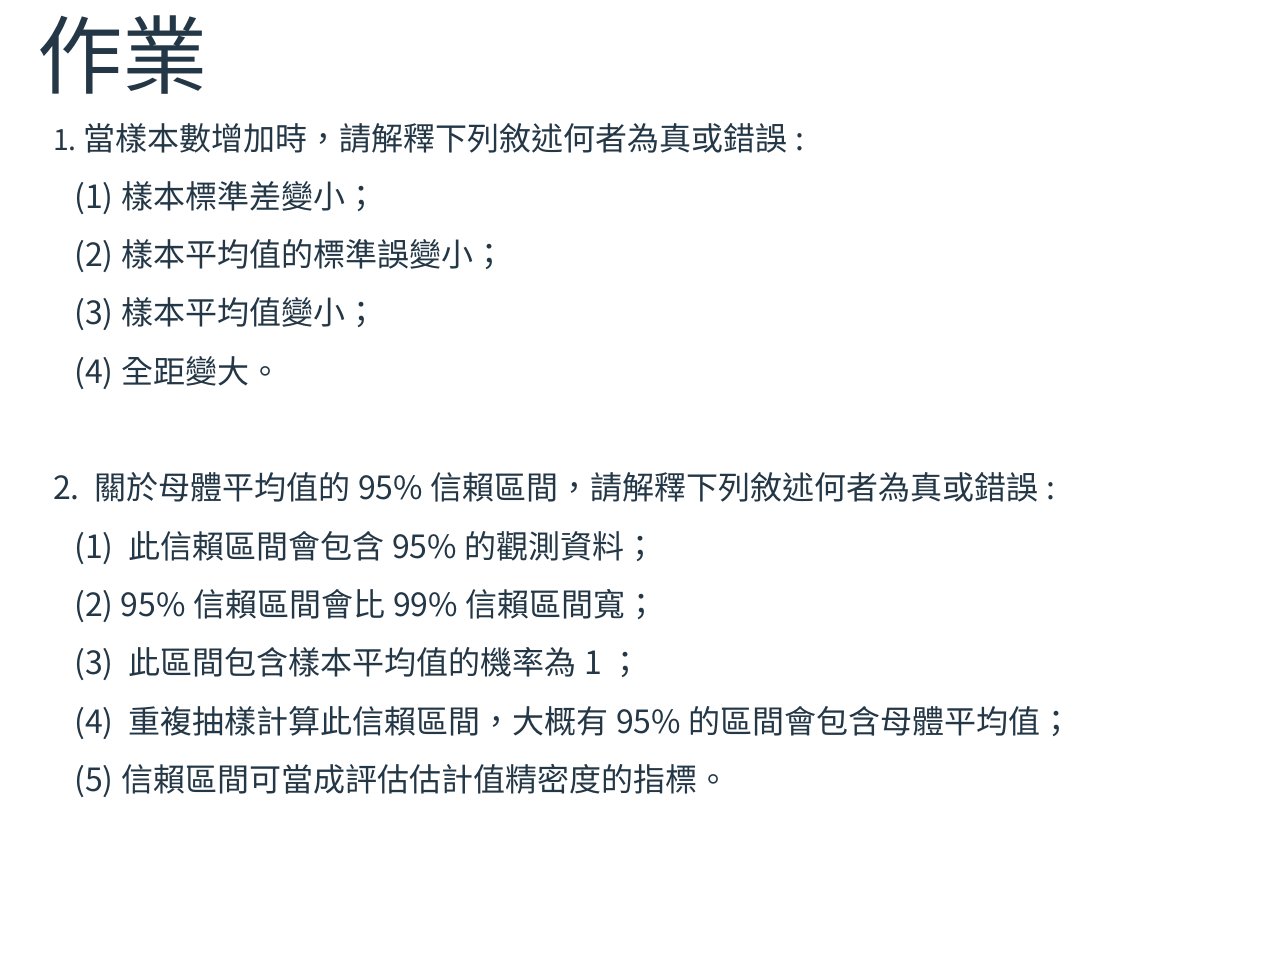 作業
1. 當樣本數增加時，請解釋下列敘述何者為真或錯誤 :
(1) 樣本標準差變小；
(2) 樣本平均值的標準誤變小；
(3) 樣本平均值變小；
(4) 全距變大。
2. 關於母體平均值的 95% 信賴區間，請解釋下列敘述何者為真或錯誤 :
(1) 此信賴區間會包含 95% 的觀測資料；
(2) 95% 信賴區間會比 99% 信賴區間寬；
(3) 此區間包含樣本平均值的機率為 1 ；
(4) 重複抽樣計算此信賴區間，大概有 95% 的區間會包含母體平均值；
(5) 信賴區間可當成評估估計值精密度的指標。